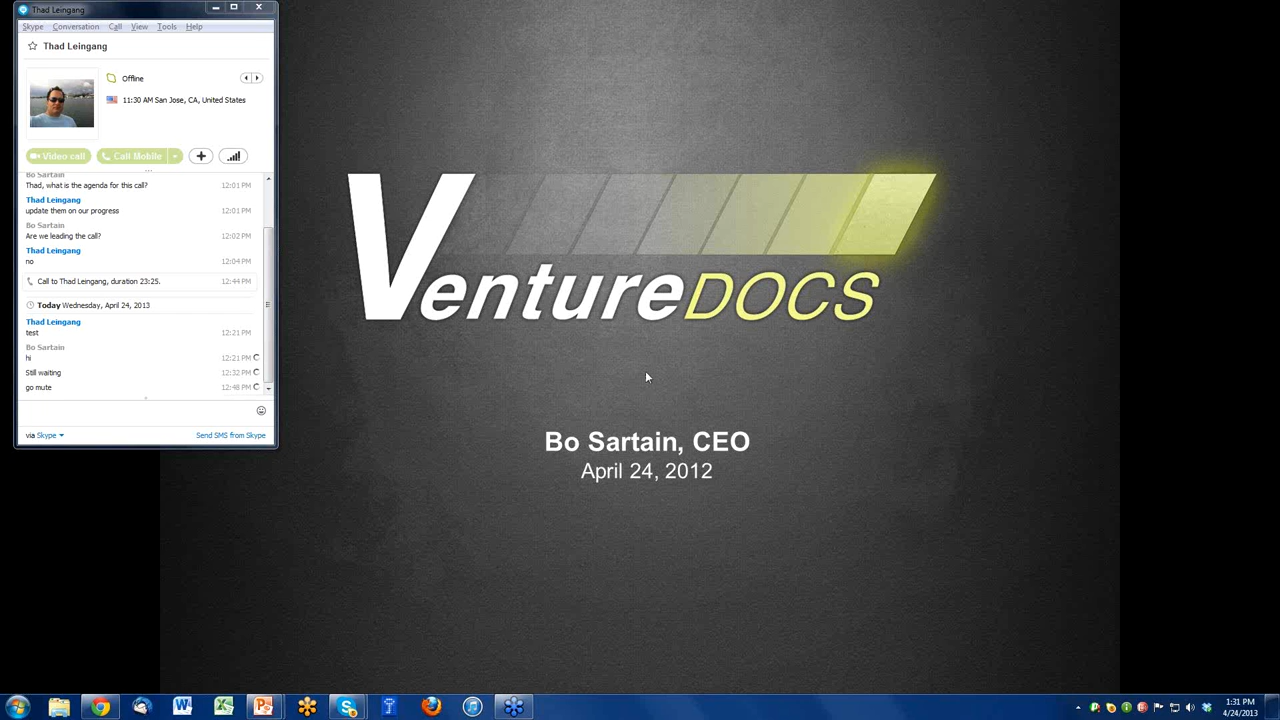 Thad Leingang
Skype Conversation Call View Tools Help
Thad Leingang
Offline
11:30 AM San Jose, CA, United States
Video call
Call Mobile
Bo Sartain
Thad, what is the agenda for this call? 12:01 PM
Thad Leingang
update them on our progress 12:01 PM
Bo Sartain
Are we leading the call? 12:02 PM
Thad Leingang
no 12:04 PM
Call to Thad Leingang, duration 23:25. 12:44 PM
Today Wednesday, April 24, 2013
Thad Leingang
test 12:21 PM
Bo Sartain
hi 12:21 PM
Still waiting 12:32 PM
go mute 12:48 PM
via Skype Send SMS from Skype
VentureDOCS
Bo Sartain, CEO
April 24, 2012
1:31 PM
4/24/2013